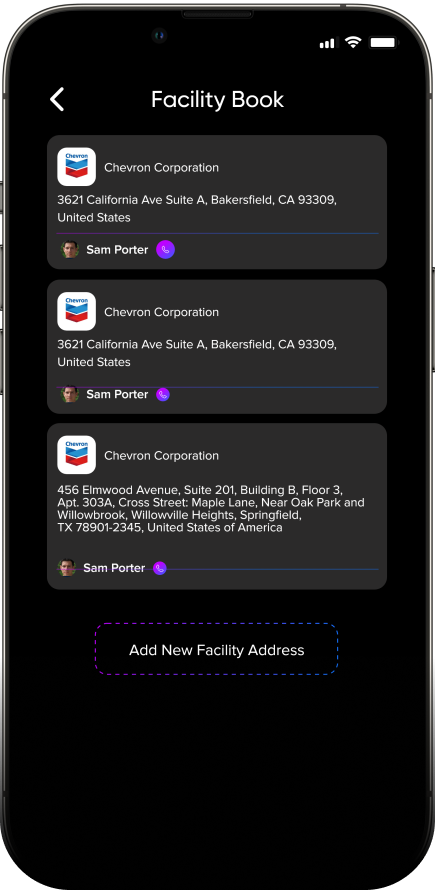 Facility Book
Chevron
Chevron Corporation
3621 California Ave Suite A, Bakersfield, CA 93309,
United States
Sam Porter
Chevron
Chevron Corporation
3621 California Ave Suite A, Bakersfield, CA 93309,
United States
Sam Porter
Chevron
Chevron Corporation
456 Elmwood Avenue, Suite 201, Building B, Floor 3,
Apt. 303A, Cross Street: Maple Lane, Near Oak Park and
Willowbrook, Willowville Heights, Springfield,
TX 78901-2345, United States of America
Sam Porter
Add New Facility Address